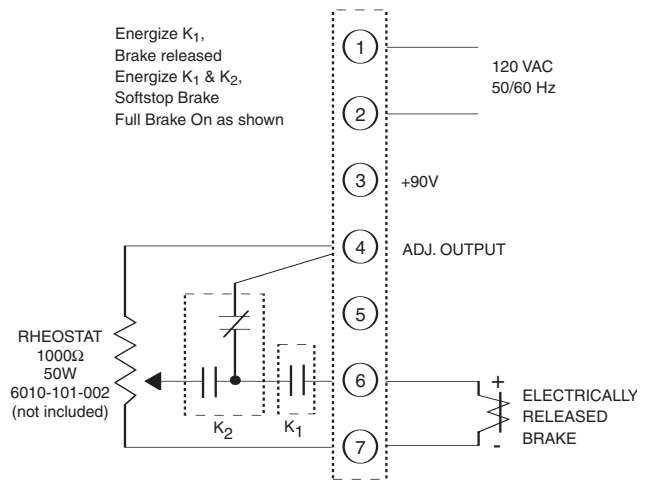 Energize K1,
Brake released
Energize K1 & K2,
Softstop Brake
Full Brake On as shown
1
120 VAC
50/60 Hz
2
3
+90V
4
ADJ. OUTPUT
5
RHEOSTAT
1000Ω
50W
6010-101-002
(not included)
K2
K1
6
7
+
-
ELECTRICALLY
RELEASED
BRAKE